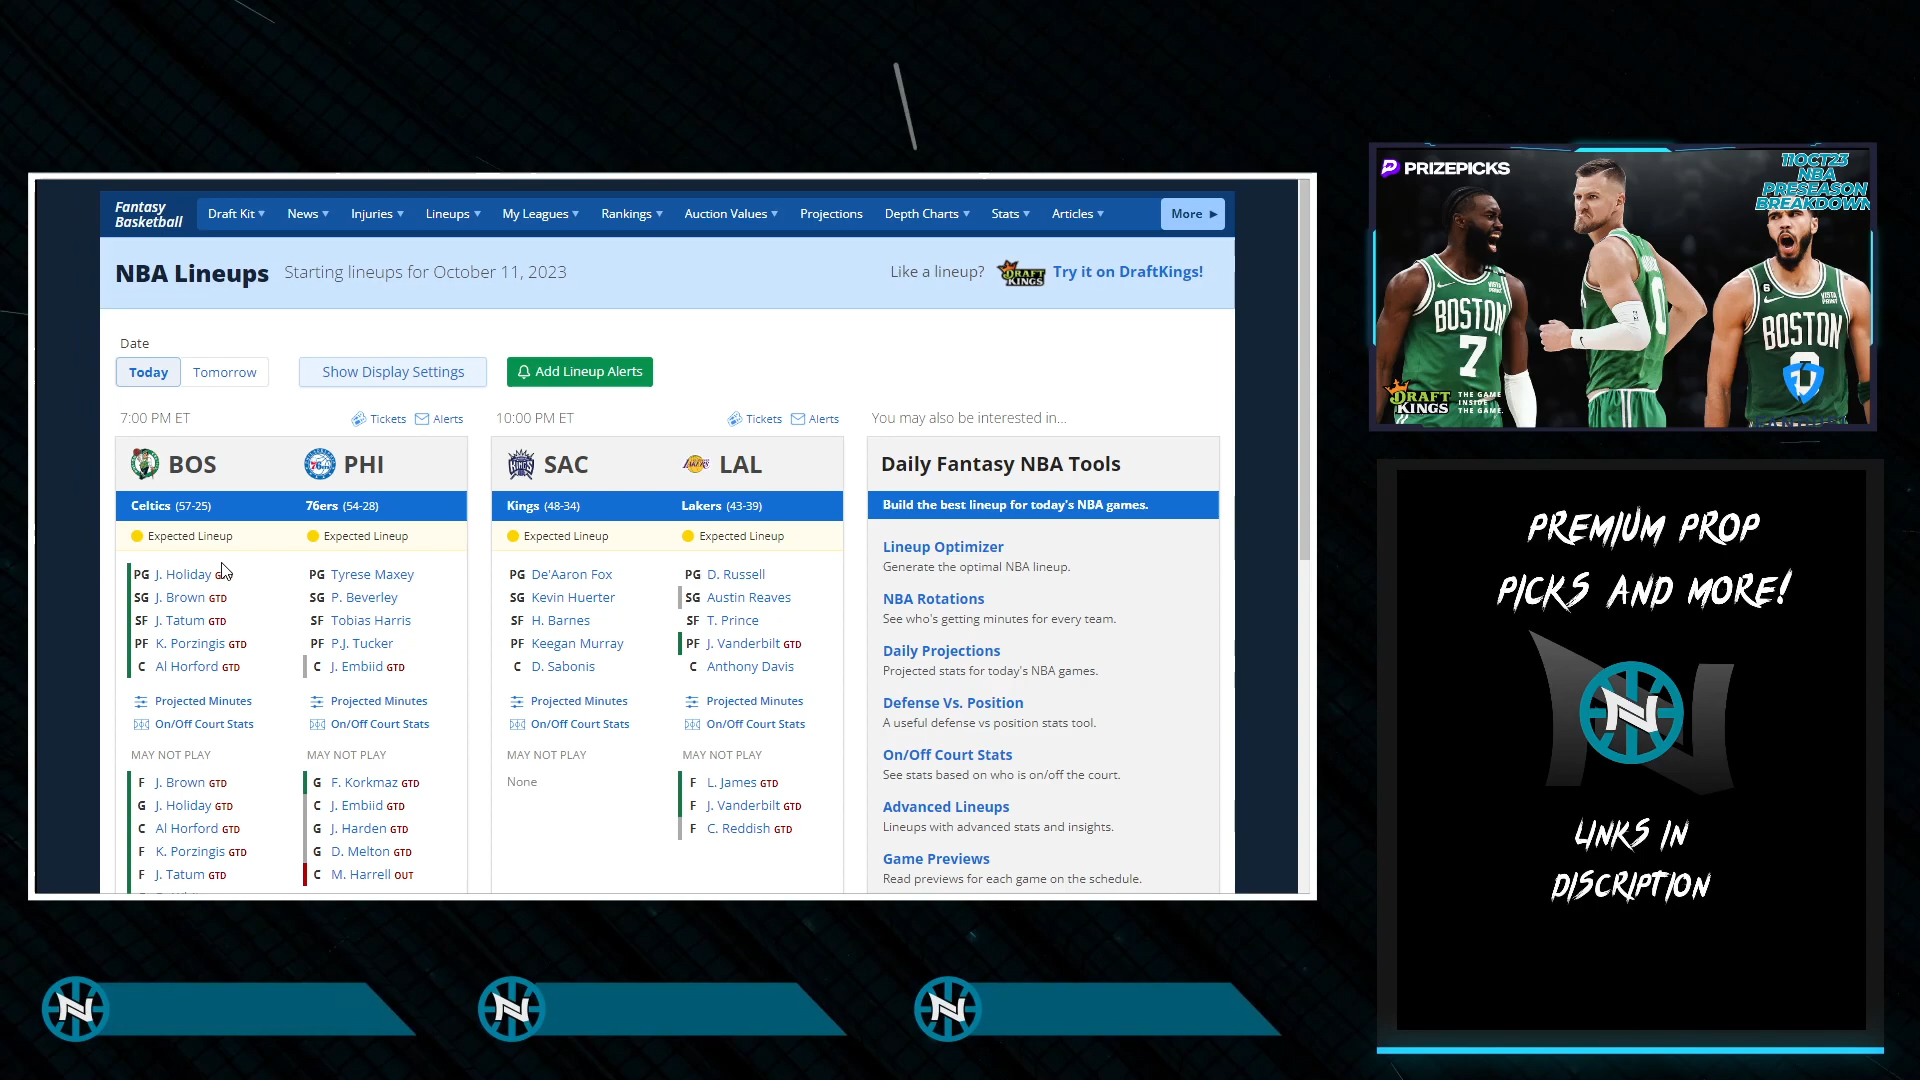 Fantasy
Basketball
Draft Kit
News
Injuries
Lineups
My Leagues
Rankings
Auction Values
Projections
Depth Charts
Stats
Articles
More
NBA Lineups
Starting lineups for October 11, 2023
Like a lineup?
DRAFT
KINGS
Try it on DraftKings!
Date
Today
Tomorrow
Show Display Settings
Add Lineup Alerts
7:00 PM ET
Tickets
Alerts
BOS
PHI
Celtics (57-25)
76ers (54-28)
Expected Lineup
Expected Lineup
PG J. Holiday
SG J. Brown GTD
SF J. Tatum GTD
PF K. Porzingis GTD
C Al Horford GTD
PG Tyrese Maxey
SG P. Beverley
SF Tobias Harris
PF P.J. Tucker
C J. Embiid GTD
Projected Minutes
On/Off Court Stats
Projected Minutes
On/Off Court Stats
MAY NOT PLAY
F J. Brown GTD
G J. Holiday GTD
C Al Horford GTD
F K. Porzingis GTD
F J. Tatum GTD
MAY NOT PLAY
G F. Korkmaz GTD
C J. Embiid GTD
G J. Harden GTD
G D. Melton GTD
C M. Harrell OUT
10:00 PM ET
Tickets
Alerts
SAC
LAL
Kings (48-34)
Lakers (43-39)
Expected Lineup
Expected Lineup
PG De'Aaron Fox
SG Kevin Huerter
SF H. Barnes
PF Keegan Murray
C D. Sabonis
PG D. Russell
SG Austin Reaves
SF T. Prince
PF J. Vanderbilt GTD
C Anthony Davis
Projected Minutes
On/Off Court Stats
Projected Minutes
On/Off Court Stats
MAY NOT PLAY
None
MAY NOT PLAY
F L. James GTD
F J. Vanderbilt GTD
F C. Reddish GTD
You may also be interested in...
Daily Fantasy NBA Tools
Build the best lineup for today's NBA games.
Lineup Optimizer
Generate the optimal NBA lineup.
NBA Rotations
See who's getting minutes for every team.
Daily Projections
Projected stats for today's NBA games.
Defense Vs. Position
A useful defense vs position stats tool.
On/Off Court Stats
See stats based on who is on/off the court.
Advanced Lineups
Lineups with advanced stats and insights.
Game Previews
Read previews for each game on the schedule.
PRIZEPICKS
11OCT23
NBA
PRESEASON
BREAKDOWN
BOSTON
7
BOSTON
6
VISTA
PRINT
DRAFT
KINGS
THE GAME
INSIDE
THE GAME.
PREMIUM PROP
PICKS AND MORE!
LINKS IN
DISCRIPTION